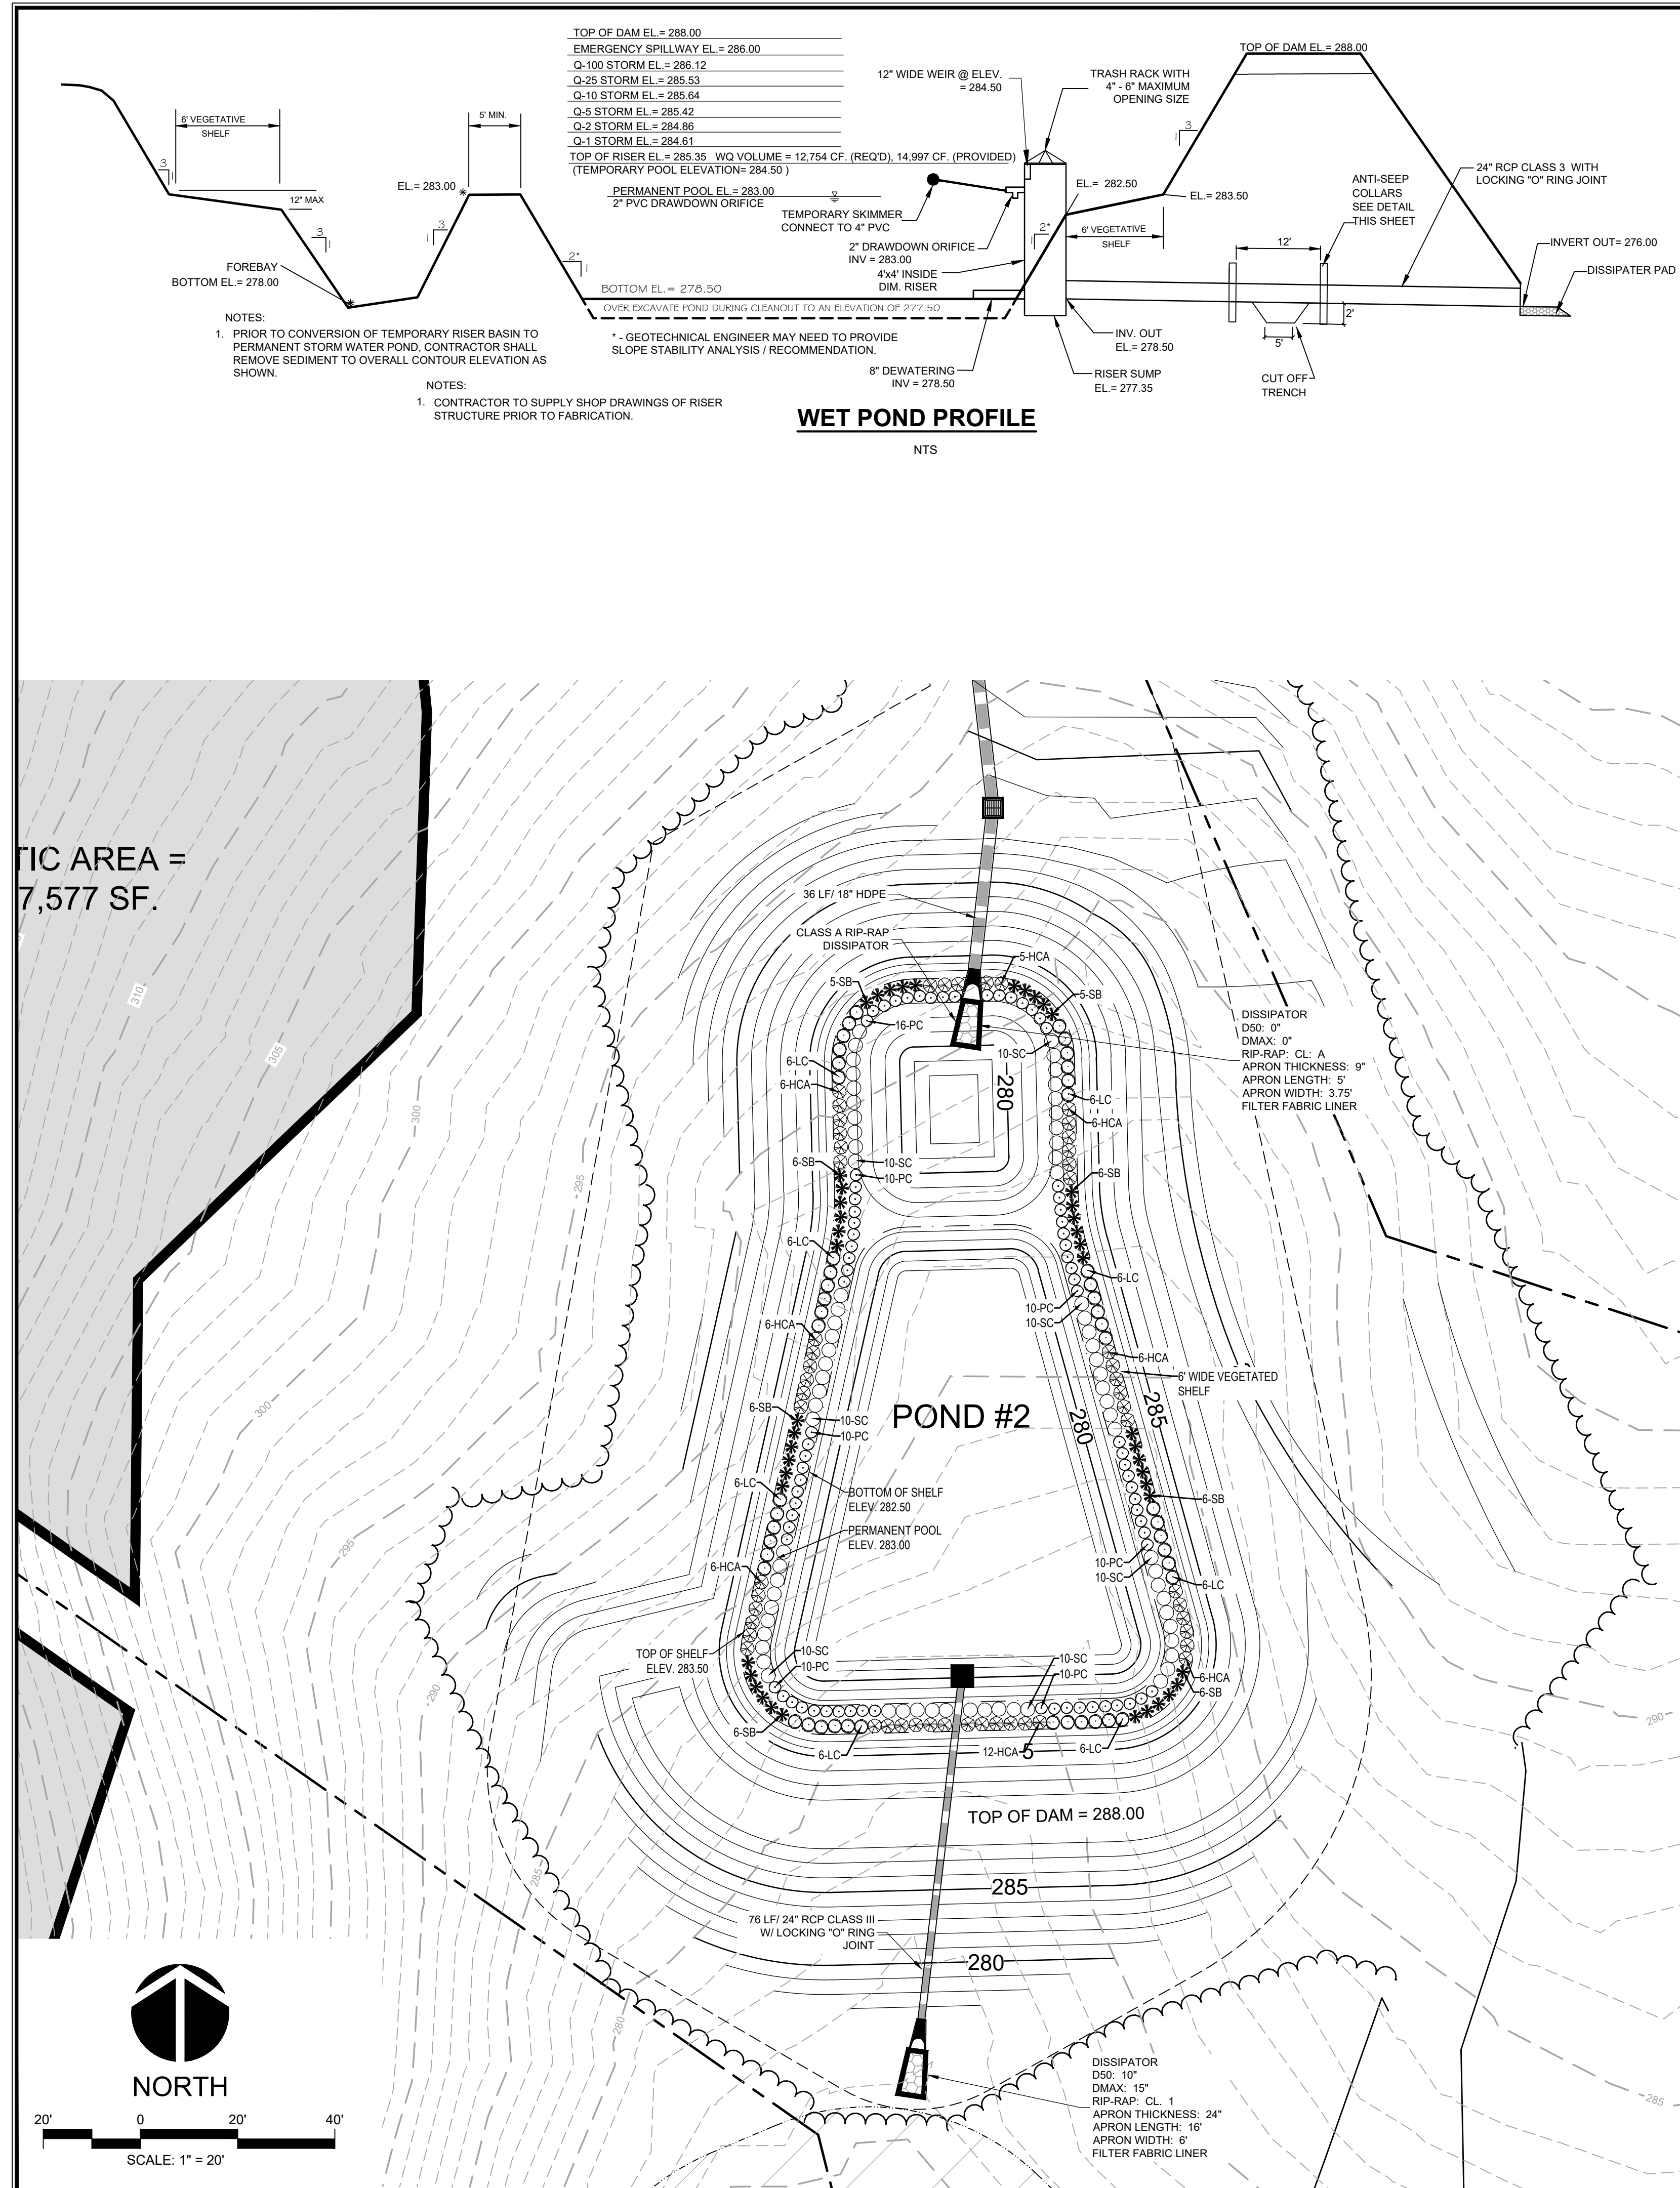 TOP OF DAM EL.= 288.00
EMERGENCY SPILLWAY EL.= 286.00
Q-100 STORM EL.= 286.12
Q-25 STORM EL.= 285.53
Q-10 STORM EL.= 285.64
Q-5 STORM EL.= 285.42
Q-2 STORM EL.= 284.86
Q-1 STORM EL.= 284.61
TOP OF RISER EL.= 285.35 WQ VOLUME = 12,754 CF. (REQ'D), 14,997 CF. (PROVIDED)
(TEMPORARY POOL ELEVATION= 284.50 )
PERMANENT POOL EL.= 283.00
2" PVC DRAWDOWN ORIFICE
6' VEGETATIVE
SHELF
5' MIN.
3
1
12" MAX
3
1
EL.= 283.00
*
3
1
2*
1
FOREBAY
BOTTOM EL.= 278.00
*
12" WIDE WEIR @ ELEV.
= 284.50
TRASH RACK WITH
4" - 6" MAXIMUM
OPENING SIZE
TOP OF DAM EL.= 288.00
3
1
TEMPORARY SKIMMER
CONNECT TO 4" PVC
2" DRAWDOWN ORIFICE
INV = 283.00
4'x4' INSIDE
DIM. RISER
EL.= 282.50
EL.= 283.50
2*
1
6' VEGETATIVE
SHELF
12'
ANTI-SEEP
COLLARS
SEE DETAIL
THIS SHEET
24" RCP CLASS 3 WITH
LOCKING "O" RING JOINT
INVERT OUT= 276.00
DISSIPATER PAD
BOTTOM EL.= 278.50
OVER EXCAVATE POND DURING CLEANOUT TO AN ELEVATION OF 277.50
2'
5'
NOTES:
1. PRIOR TO CONVERSION OF TEMPORARY RISER BASIN TO
PERMANENT STORM WATER POND, CONTRACTOR SHALL
REMOVE SEDIMENT TO OVERALL CONTOUR ELEVATION AS
SHOWN.
* - GEOTECHNICAL ENGINEER MAY NEED TO PROVIDE
SLOPE STABILITY ANALYSIS / RECOMMENDATION.
8" DEWATERING
INV = 278.50
INV. OUT
EL.= 278.50
RISER SUMP
EL.= 277.35
CUT OFF
TRENCH
NOTES:
1. CONTRACTOR TO SUPPLY SHOP DRAWINGS OF RISER
STRUCTURE PRIOR TO FABRICATION.
WET POND PROFILE
NTS
TIC AREA =
7,577 SF.
310
305
300
295
300
295
290
285
280
290
285
36 LF/ 18" HDPE
CLASS A RIP-RAP
DISSIPATOR
5-HCA
5-SB
5-SB
16-PC
10-SC
6-LC
6-HCA
280
6-LC
6-HCA
DISSIPATOR
D50: 0"
DMAX: 0"
RIP-RAP: CL: A
APRON THICKNESS: 9"
APRON LENGTH: 5'
APRON WIDTH: 3.75'
FILTER FABRIC LINER
6-SB
10-SC
10-PC
6-SB
6-LC
6-LC
10-PC
10-SC
6-HCA
6-HCA
6' WIDE VEGETATED
SHELF
6-SB
10-SC
10-PC
POND #2
280
285
6-LC
BOTTOM OF SHELF
ELEV. 282.50
6-SB
PERMANENT POOL
ELEV. 283.00
6-HCA
10-PC
10-SC
6-LC
TOP OF SHELF
ELEV. 283.50
10-SC
10-PC
10-SC
10-PC
6-HCA
6-SB
6-SB
6-LC
12-HCA
5
6-LC
TOP OF DAM = 288.00
285
76 LF/ 24" RCP CLASS III
W/ LOCKING "O" RING
JOINT
280
DISSIPATOR
D50: 10"
DMAX: 15"
RIP-RAP: CL. 1
APRON THICKNESS: 24"
APRON LENGTH: 16'
APRON WIDTH: 6'
FILTER FABRIC LINER
NORTH
20' 0 20' 40'
SCALE: 1" = 20'